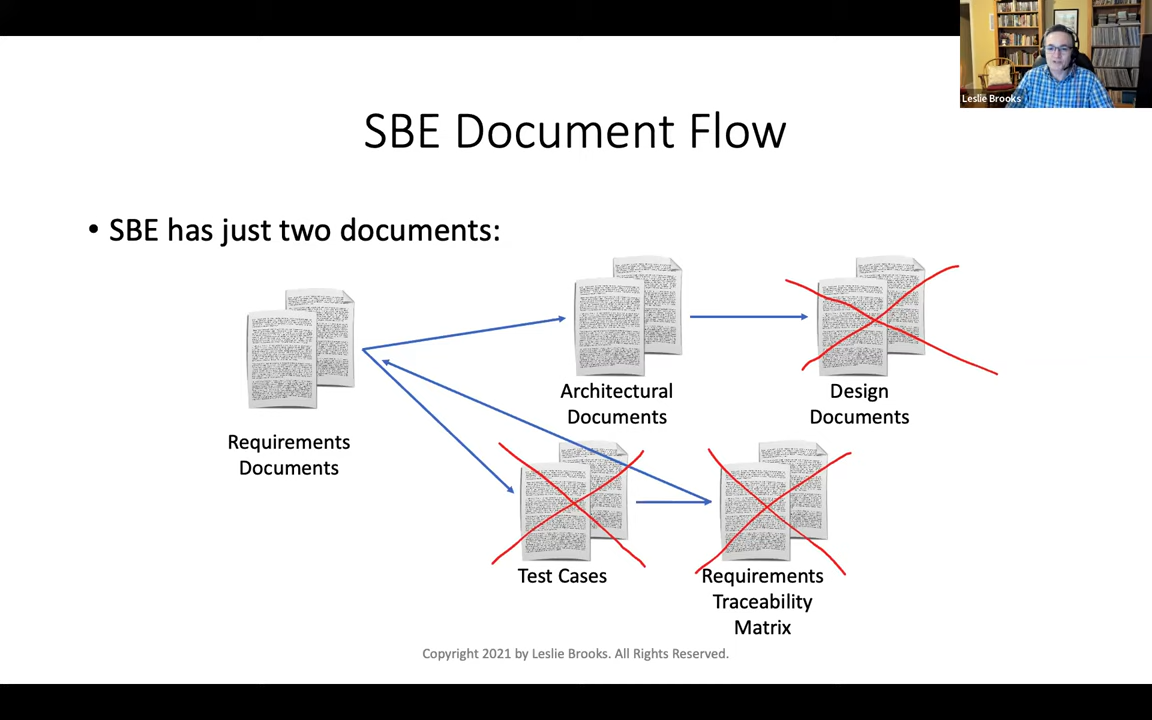 Leslie Brooks
SBE Document Flow
• SBE has just two documents:
Requirements
Documents
Architectural
Documents
Design
Documents
Test Cases
Requirements
Traceability
Matrix
Copyright 2021 by Leslie Brooks. All Rights Reserved.